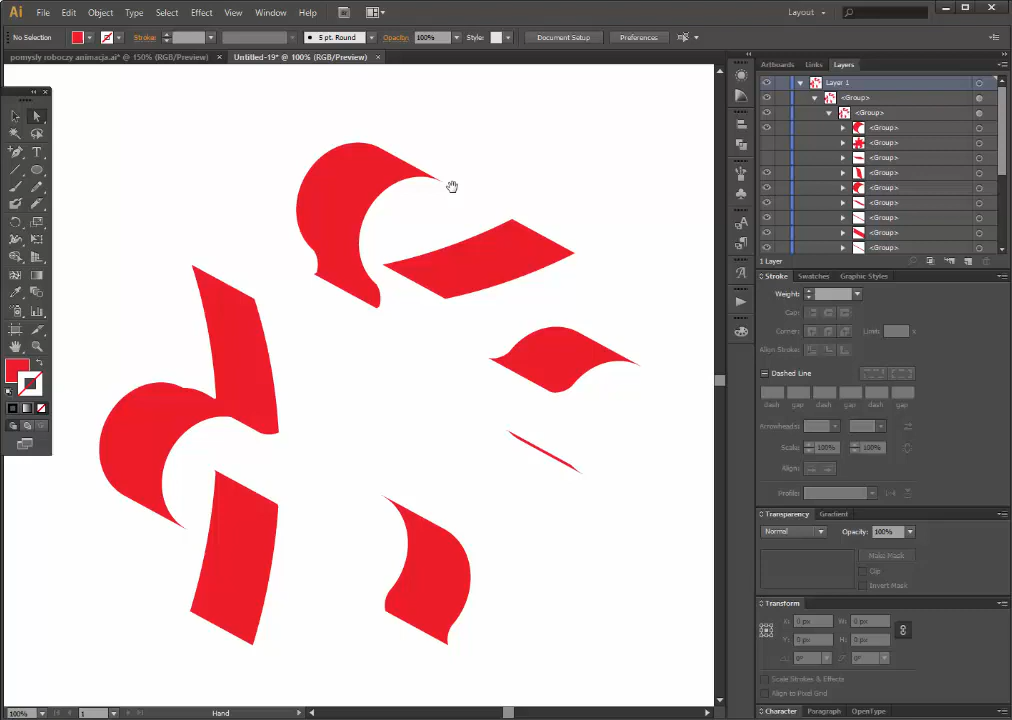 Ai File Edit Object Type Select Effect View Window Help Br Layout
No Selection Stroke: 5 pt. Round Opacity: 100% Style: Document Setup Preferences
pomysły roboczy animacja.ai* @ 150% (RGB/Preview) × Untitled-19* @ 100% (RGB/Preview) ×
Artboards Links Layers
Layer 1
<Group>
<Group>
<Group>
<Group>
<Group>
<Group>
<Group>
<Group>
<Group>
<Group>
<Group>
1 Layer
Stroke Swatches Graphic Styles
Weight:
Cap:
Corner: Limit: x
Align Stroke:
Dashed Line
dash gap dash gap dash gap
Arrowheads:
Scale: 100% 100%
Align:
Profile:
Transparency Gradient
Normal Opacity: 100%
Make Mask
Clip
Invert Mask
Transform
X: 0 px W: 0 px
Y: 0 px H: 0 px
0° 0°
Scale Strokes & Effects
Align to Pixel Grid
Character Paragraph OpenType
100% 1 Hand